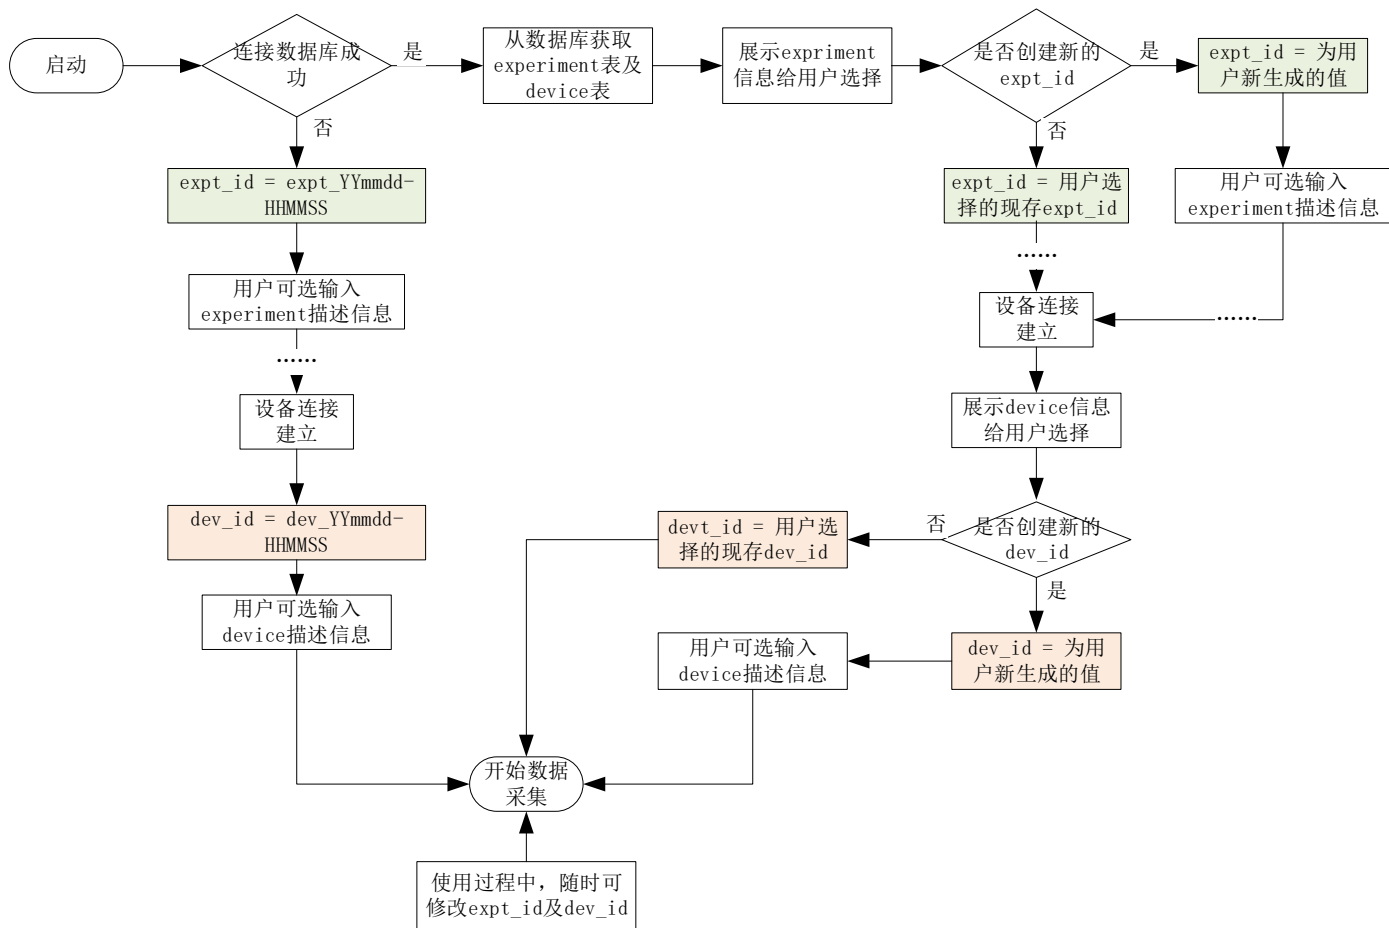 启动
连接数据库成
功
是
否
从数据库获取
experiment表及
device表
展示expriment
信息给用户选择
是否创建新的
expt_id
是
否
expt_id = 为用
户新生成的值
expt_id = expt_YYmmdd-
HHMMSS
expt_id = 用户选
择的现存expt_id
用户可选输入
experiment描述信息
用户可选输入
experiment描述信息
……
……
……
设备连接
建立
设备连接
建立
展示device信息
给用户选择
dev_id = dev_YYmmdd-
HHMMSS
devt_id = 用户选
择的现存dev_id
否
是否创建新的
dev_id
是
用户可选输入
device描述信息
用户可选输入
device描述信息
dev_id = 为用
户新生成的值
开始数据
采集
使用过程中，随时可
修改expt_id及dev_id